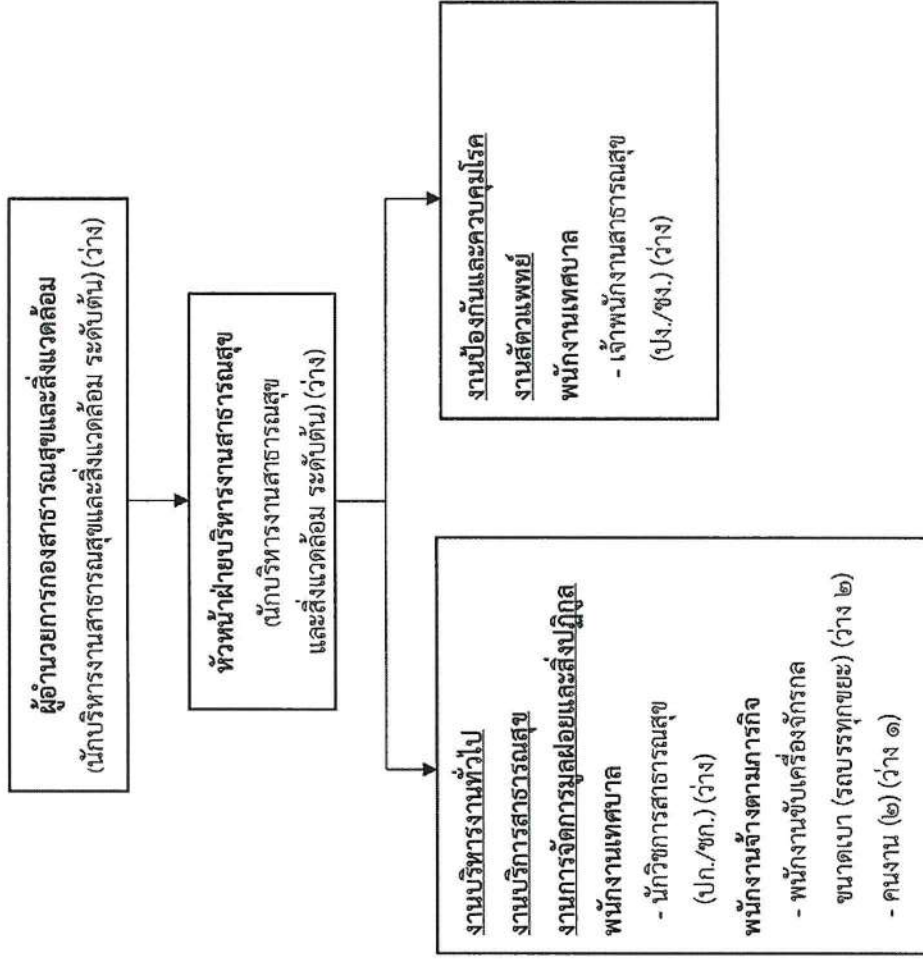 ผู้อำนวยการกองสาธารณสุขและสิ่งแวดล้อม
(นักบริหารงานสาธารณสุขและสิ่งแวดล้อม ระดับต้น) (ว่าง)
หัวหน้าฝ่ายบริหารงานสาธารณสุข
(นักบริหารงานสาธารณสุข
และสิ่งแวดล้อม ระดับต้น) (ว่าง)
งานบริหารงานทั่วไป
งานบริการสาธารณสุข
งานการจัดการมูลฝอยและสิ่งปฏิกูล
พนักงานเทศบาล
- นักวิชการสาธารณสุข
(ปก./ชก.) (ว่าง)
พนักงานจ้างตามภารกิจ
- พนักงานขับเครื่องจักรกล
ขนาดเบา (รถบรรทุกขยะ) (ว่าง ๒)
- คนงาน (๒) (ว่าง ๑)
งานป้องกันและควบคุมโรค
งานสัตวแพทย์
พนักงานเทศบาล
- เจ้าพนักงานสาธารณสุข
(ปง./ชง.) (ว่าง)